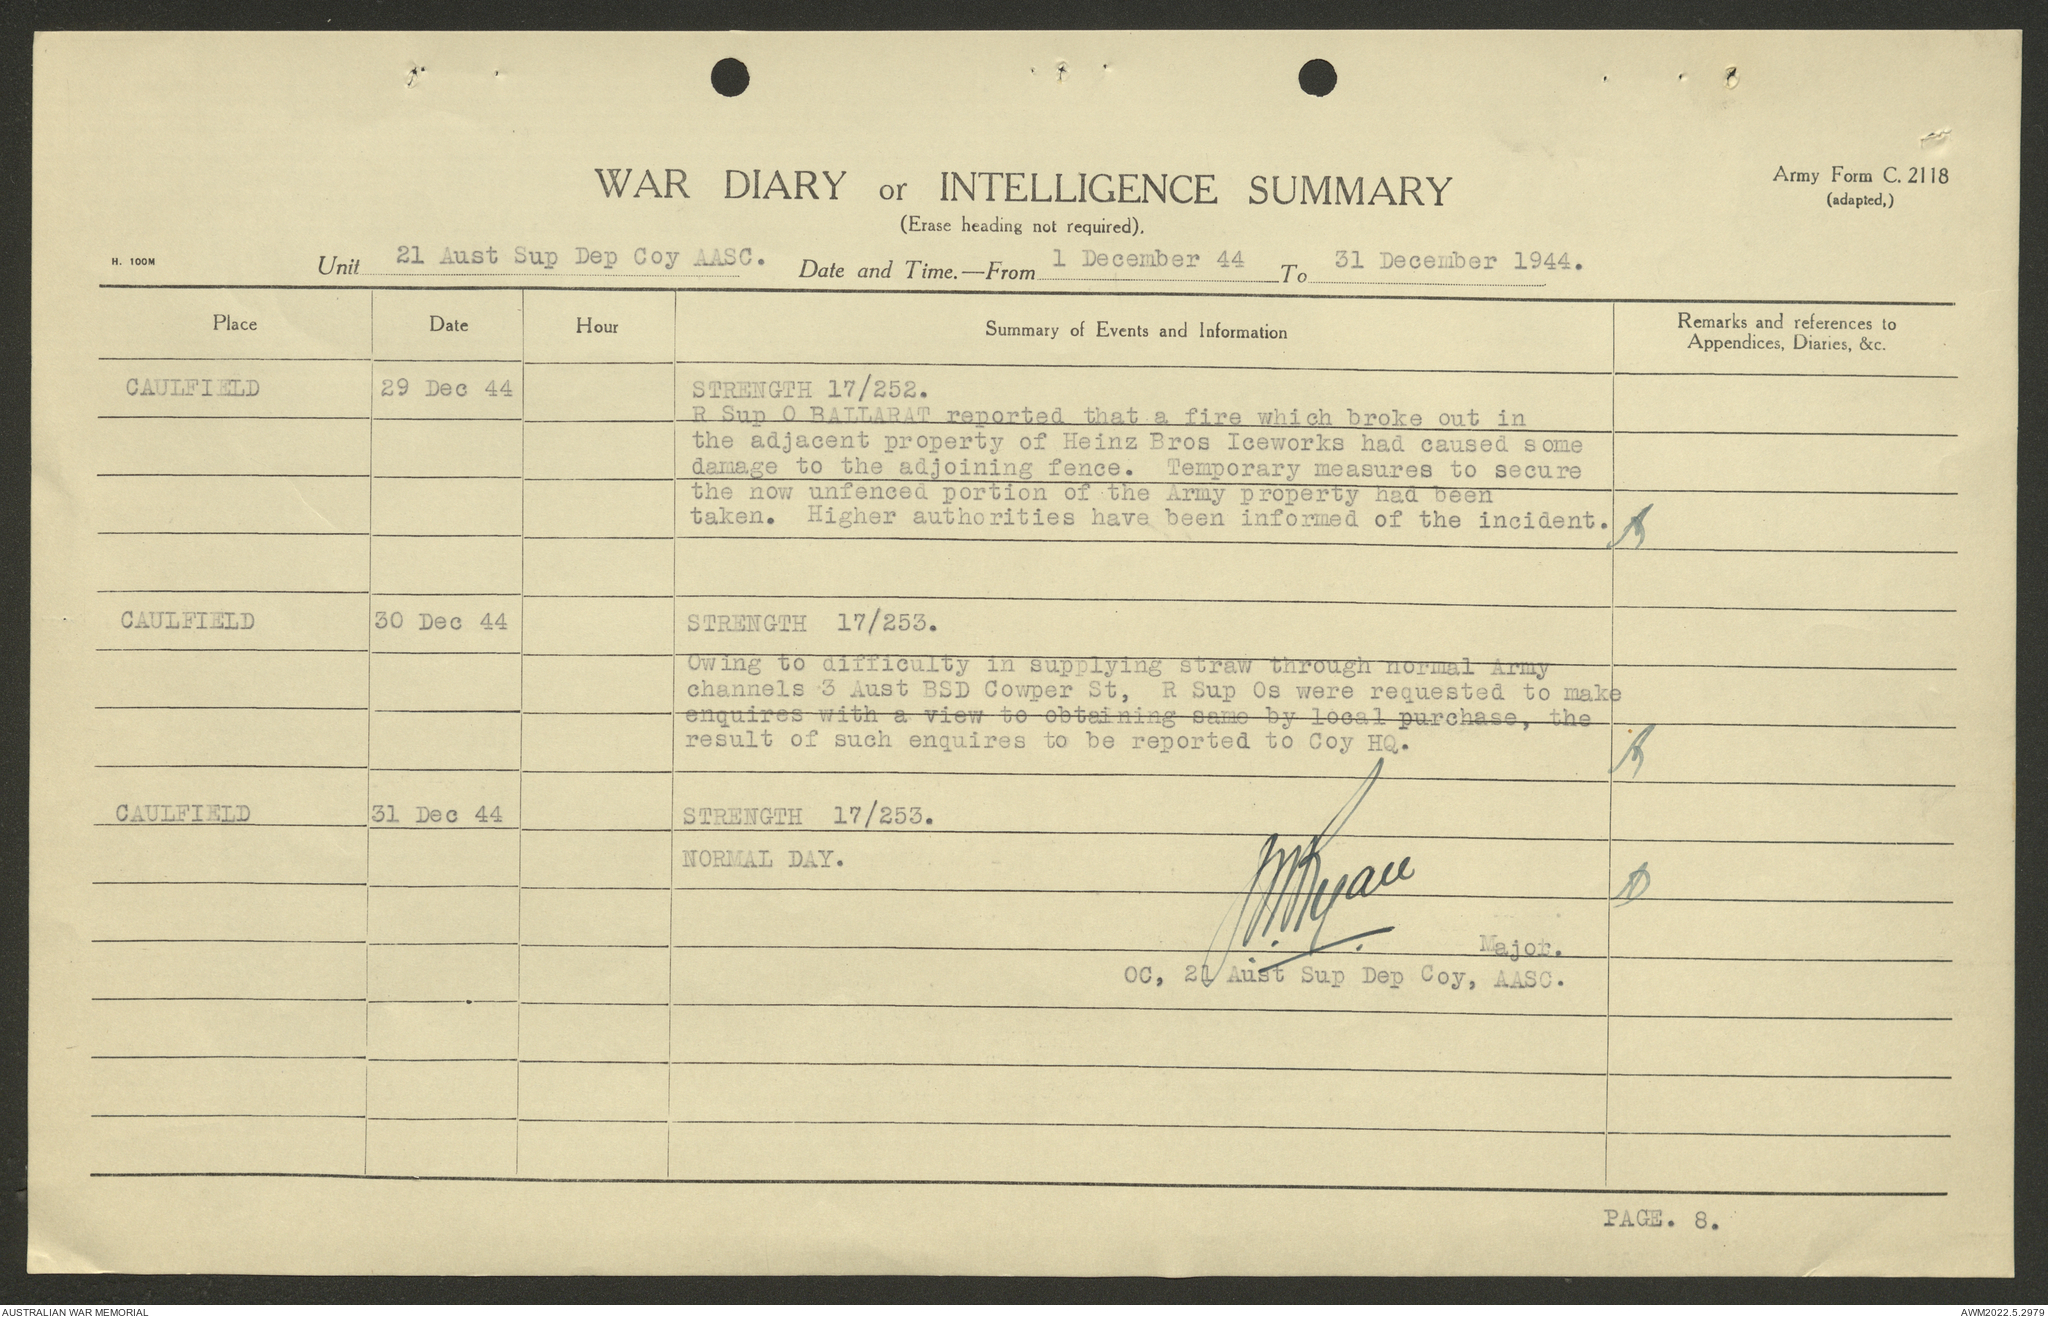 WAR DIARY or INTELLIGENCE SUMMARY
Army Form C. 2118
(adapted,)
(Erase heading not required).
H. 100M
Unit 21 Aust Sup Dep Coy AASC. Date and Time.—From 1 December 44 To 31 December 1944.
Place Date Hour Summary of Events and Information Remarks and references to
Appendices, Diaries, &c.
CAULFIELD 29 Dec 44 STRENGTH 17/252.
R Sup O BALLARAT reported that a fire which broke out in
the adjacent property of Heinz Bros Iceworks had caused some
damage to the adjoining fence. Temporary measures to secure
the now unfenced portion of the Army property had been
taken. Higher authorities have been informed of the incident.
CAULFIELD 30 Dec 44 STRENGTH 17/253.
Owing to difficulty in supplying straw through normal Army
channels 3 Aust BSD Cowper St, R Sup Os were requested to make
enquires with a view to obtaining same by local purchase, the
result of such enquires to be reported to Coy HQ.
CAULFIELD 31 Dec 44 STRENGTH 17/253.
NORMAL DAY.
Ryan
Major.
OC, 21 Aust Sup Dep Coy, AASC.
PAGE. 8.
AUSTRALIAN WAR MEMORIAL
AWM2022.5.2979